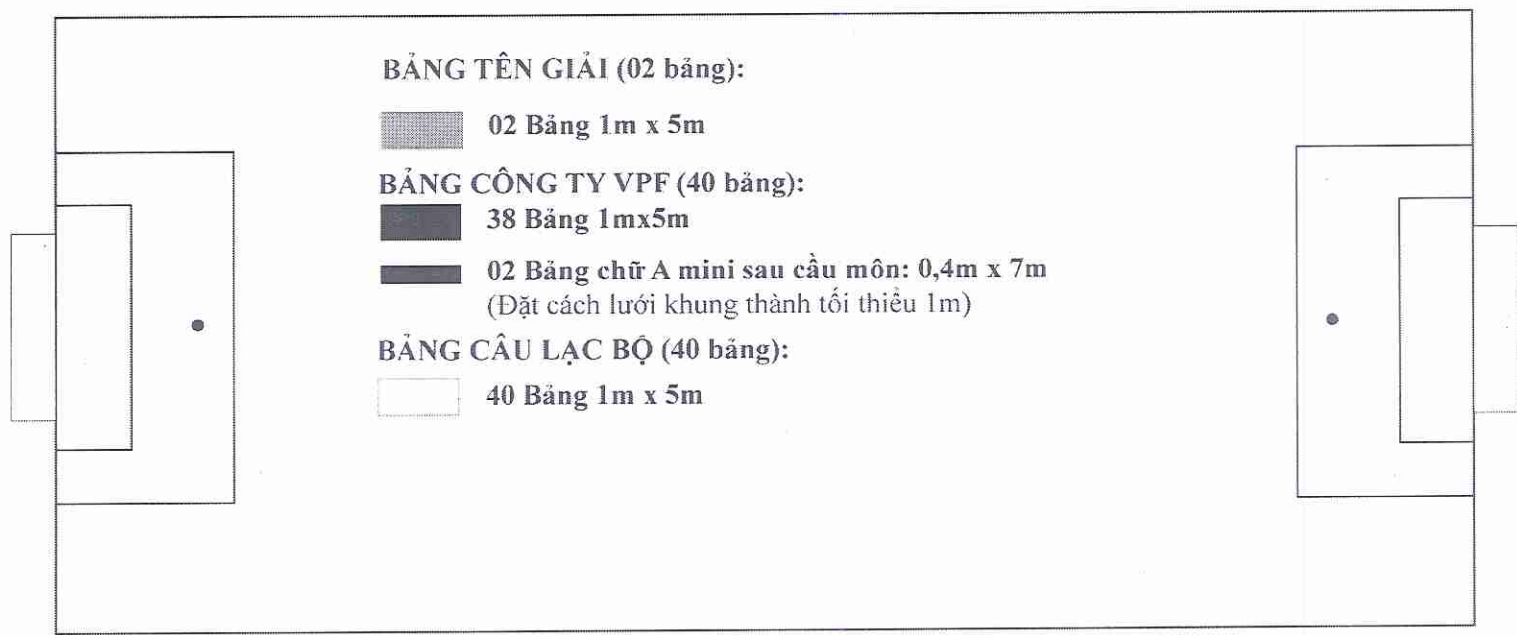 BẢNG TÊN GIẢI (02 bảng):
02 Bảng 1m x 5m
BẢNG CÔNG TY VPF (40 bảng):
38 Bảng 1mx5m
02 Bảng chữ A mini sau cầu môn: 0,4m x 7m
(Đặt cách lưới khung thành tối thiểu 1m)
BẢNG CÂU LẠC BỘ (40 bảng):
40 Bảng 1m x 5m